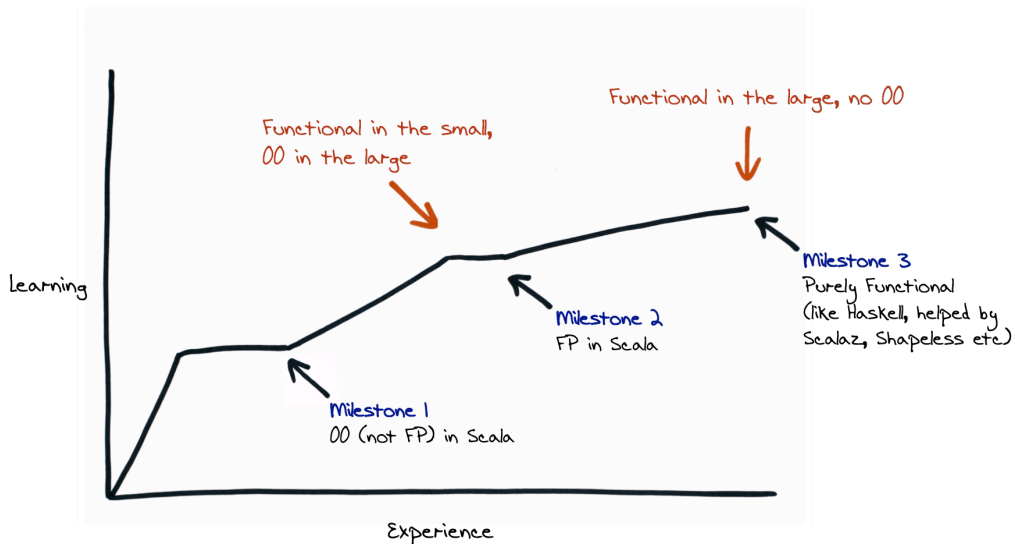 Functional in the large, no OO
Functional in the small,
OO in the large
Learning
Milestone 3
Purely Functional
(like Haskell, helped by
Scalaz, Shapeless etc)
Milestone 2
FP in Scala
Milestone 1
OO (not FP) in Scala
Experience